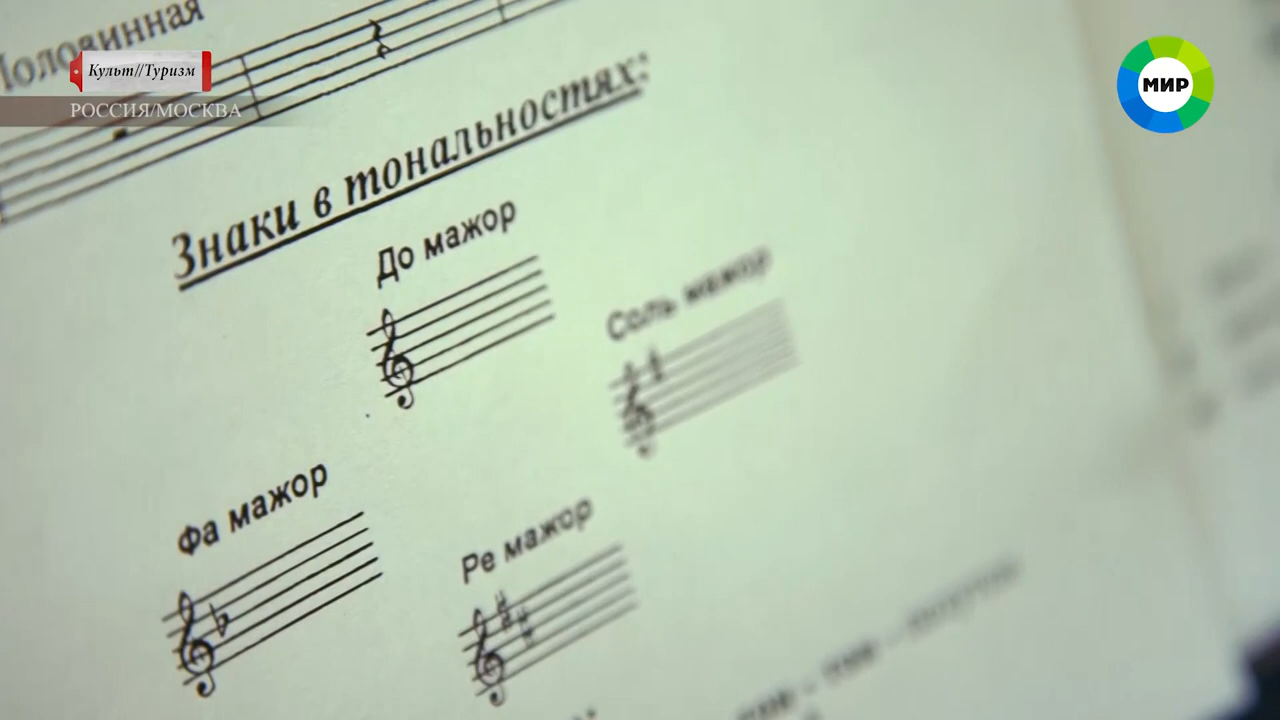 Половинная
Культ//Туризм
РОССИЯ/МОСКВА
МИР
Знаки в тональностях:
До мажор
Соль мажор
Фа мажор
Ре мажор